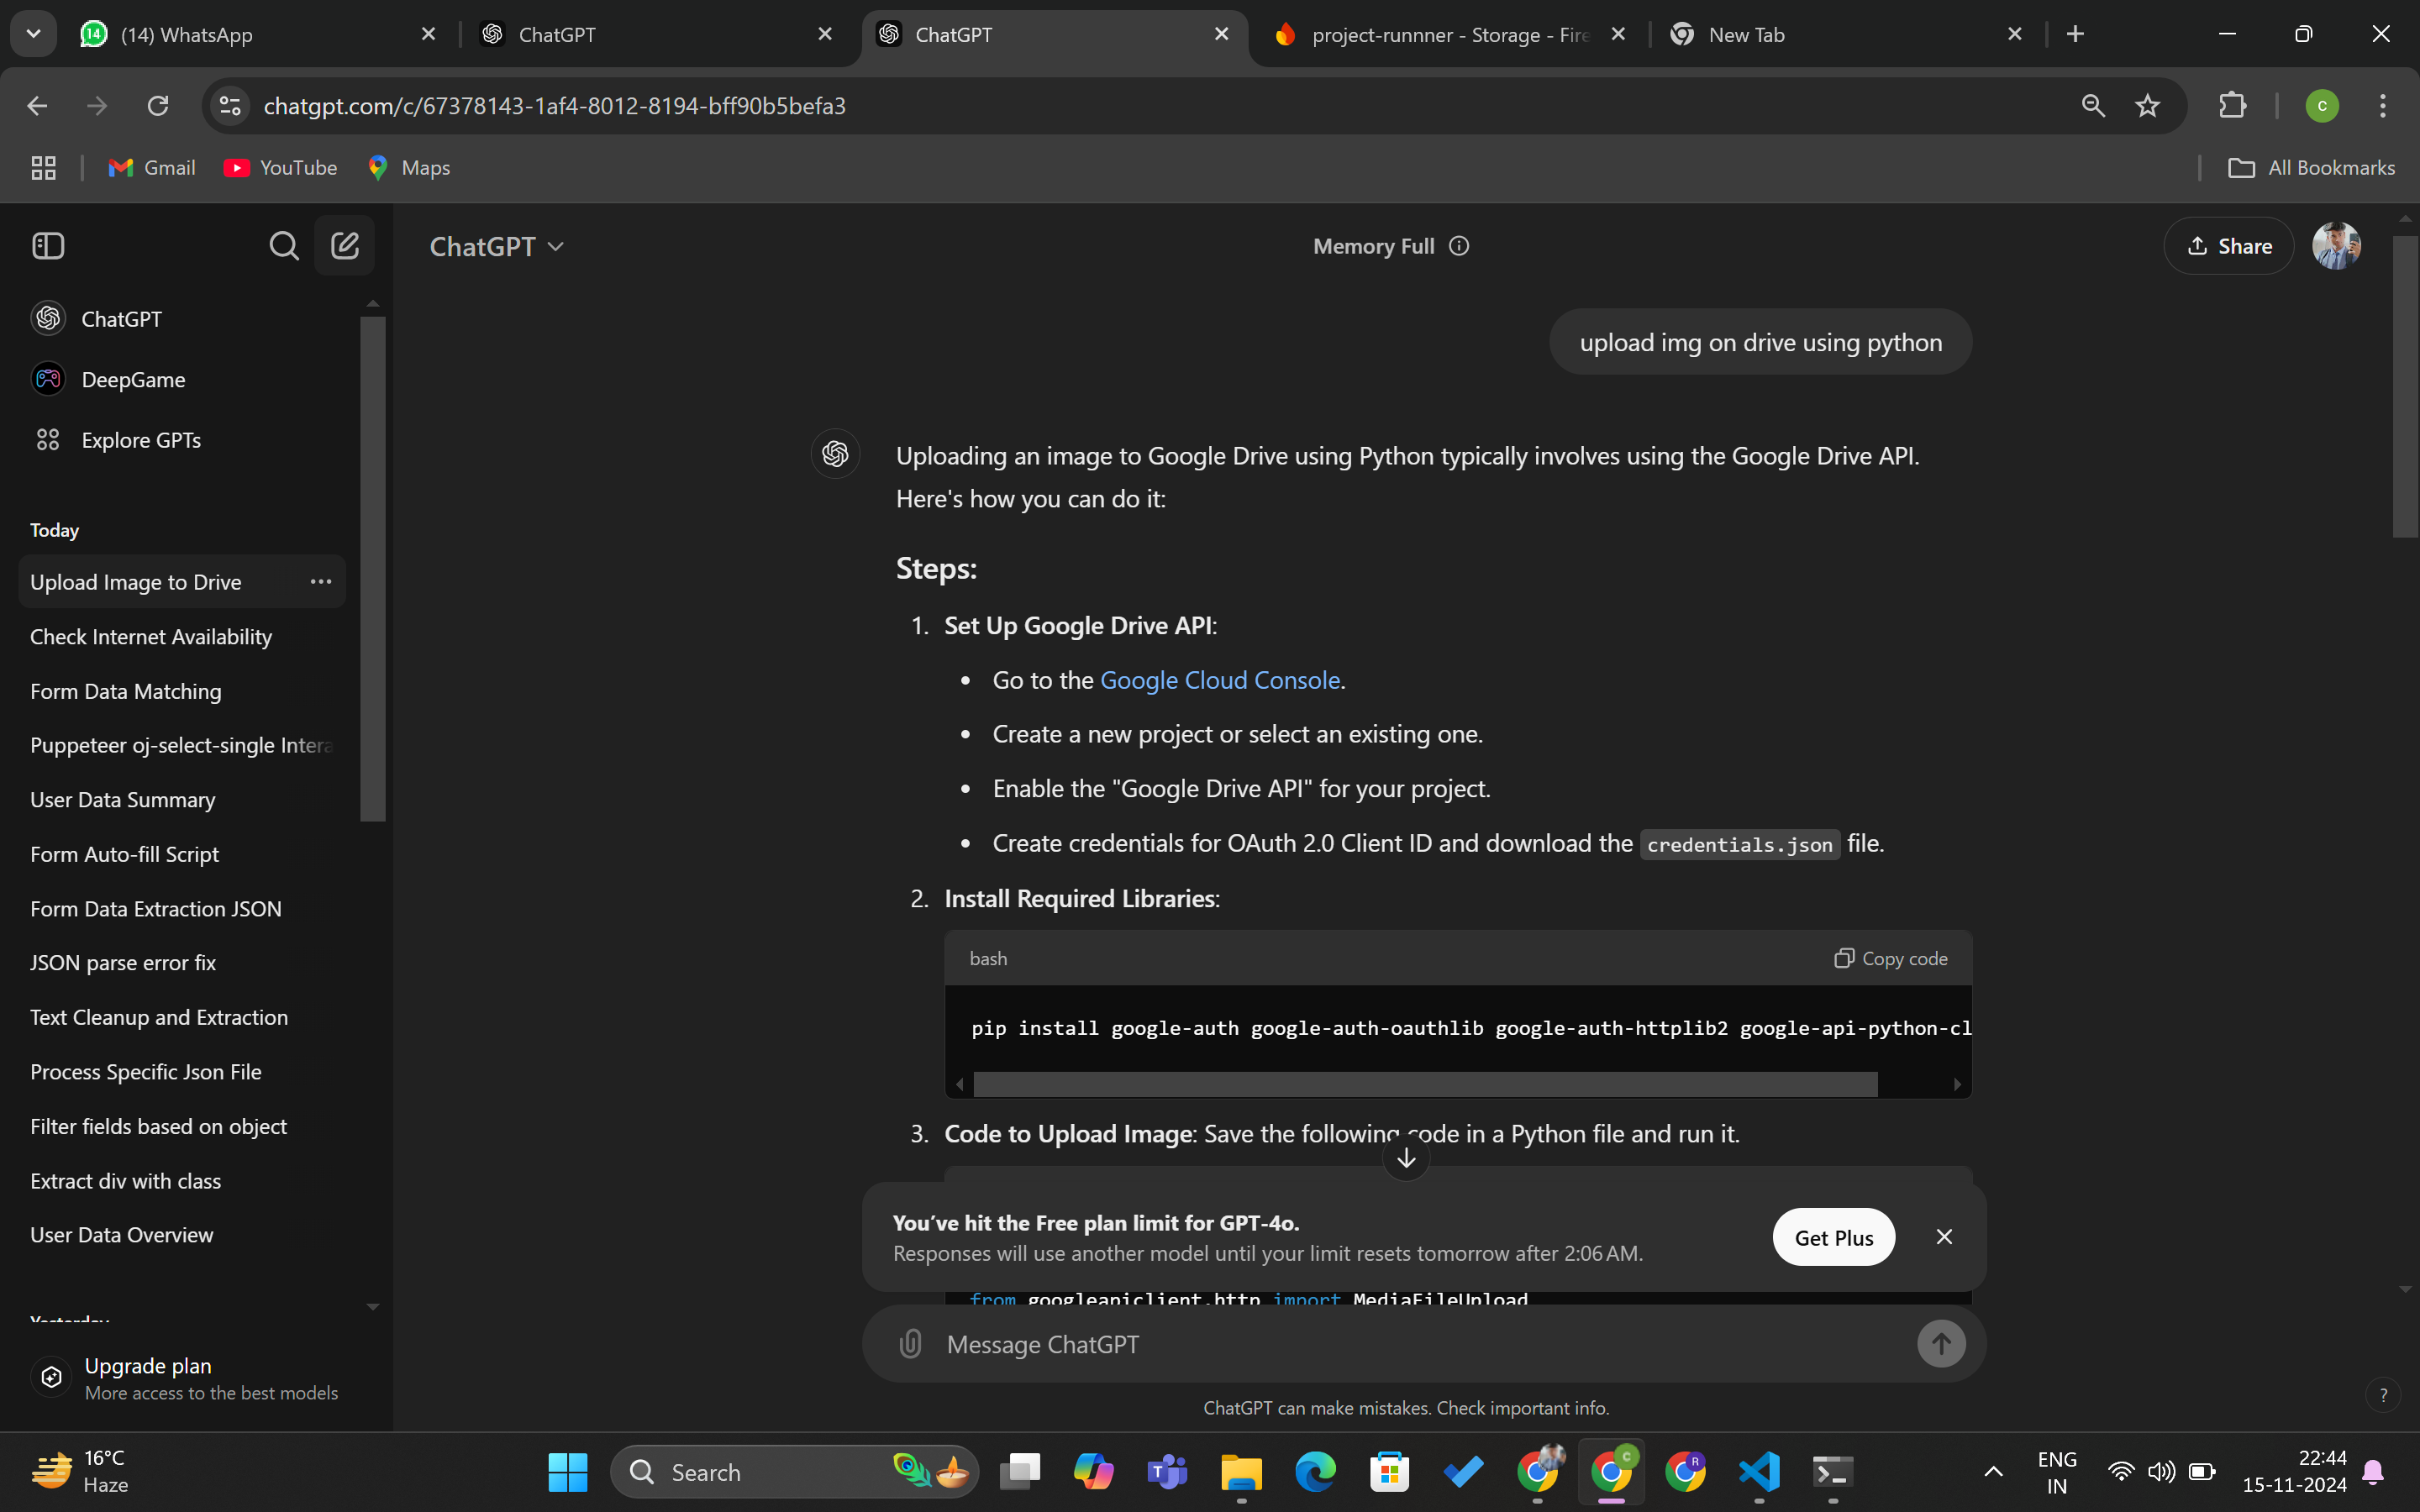 (14) WhatsApp
ChatGPT
ChatGPT
project-runnner - Storage - Fire
New Tab
chatgpt.com/c/67378143-1af4-8012-8194-bff90b5befa3
C
Gmail
YouTube
Maps
All Bookmarks
ChatGPT
Memory Full
Share
ChatGPT
DeepGame
Explore GPTs
Today
Upload Image to Drive
Check Internet Availability
Form Data Matching
Puppeteer oj-select-single Intera
User Data Summary
Form Auto-fill Script
Form Data Extraction JSON
JSON parse error fix
Text Cleanup and Extraction
Process Specific Json File
Filter fields based on object
Extract div with class
User Data Overview
Yesterday
Upgrade plan
More access to the best models
upload img on drive using python
Uploading an image to Google Drive using Python typically involves using the Google Drive API.
Here's how you can do it:
Steps:
1. Set Up Google Drive API:
• Go to the Google Cloud Console.
• Create a new project or select an existing one.
• Enable the "Google Drive API" for your project.
• Create credentials for OAuth 2.0 Client ID and download the credentials.json file.
2. Install Required Libraries:
bash
Copy code
pip install google-auth google-auth-oauthlib google-auth-httplib2 google-api-python-cl
3. Code to Upload Image: Save the following code in a Python file and run it.
You've hit the Free plan limit for GPT-4o.
Responses will use another model until your limit resets tomorrow after 2:06 AM.
Get Plus
from googleapiclient.http import MediaFileUpload
Message ChatGPT
ChatGPT can make mistakes. Check important info.
?
16°C
Haze
Search
ENG
IN
22:44
15-11-2024